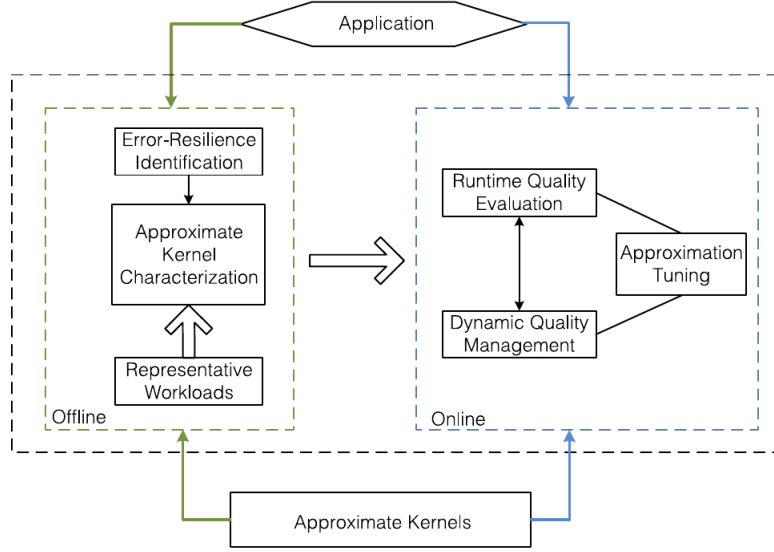 Application
Error-Resilience
Identification
Approximate
Kernel
Characterization
Representative
Workloads
Offline
Runtime Quality
Evaluation
Approximation
Tuning
Dynamic Quality
Management
Online
Approximate Kernels